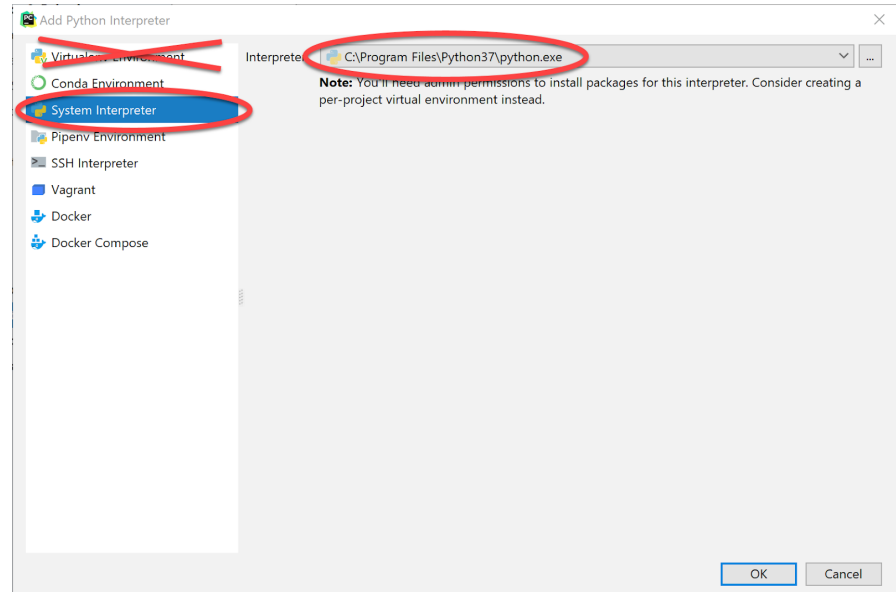 Add Python Interpreter
Virtualenv Environment
Interpreter: C:\Program Files\Python37\python.exe ...
Conda Environment
Note: You'll need admin permissions to install packages for this interpreter. Consider creating a
per-project virtual environment instead.
System Interpreter
Pipenv Environment
SSH Interpreter
Vagrant
Docker
Docker Compose
OK Cancel